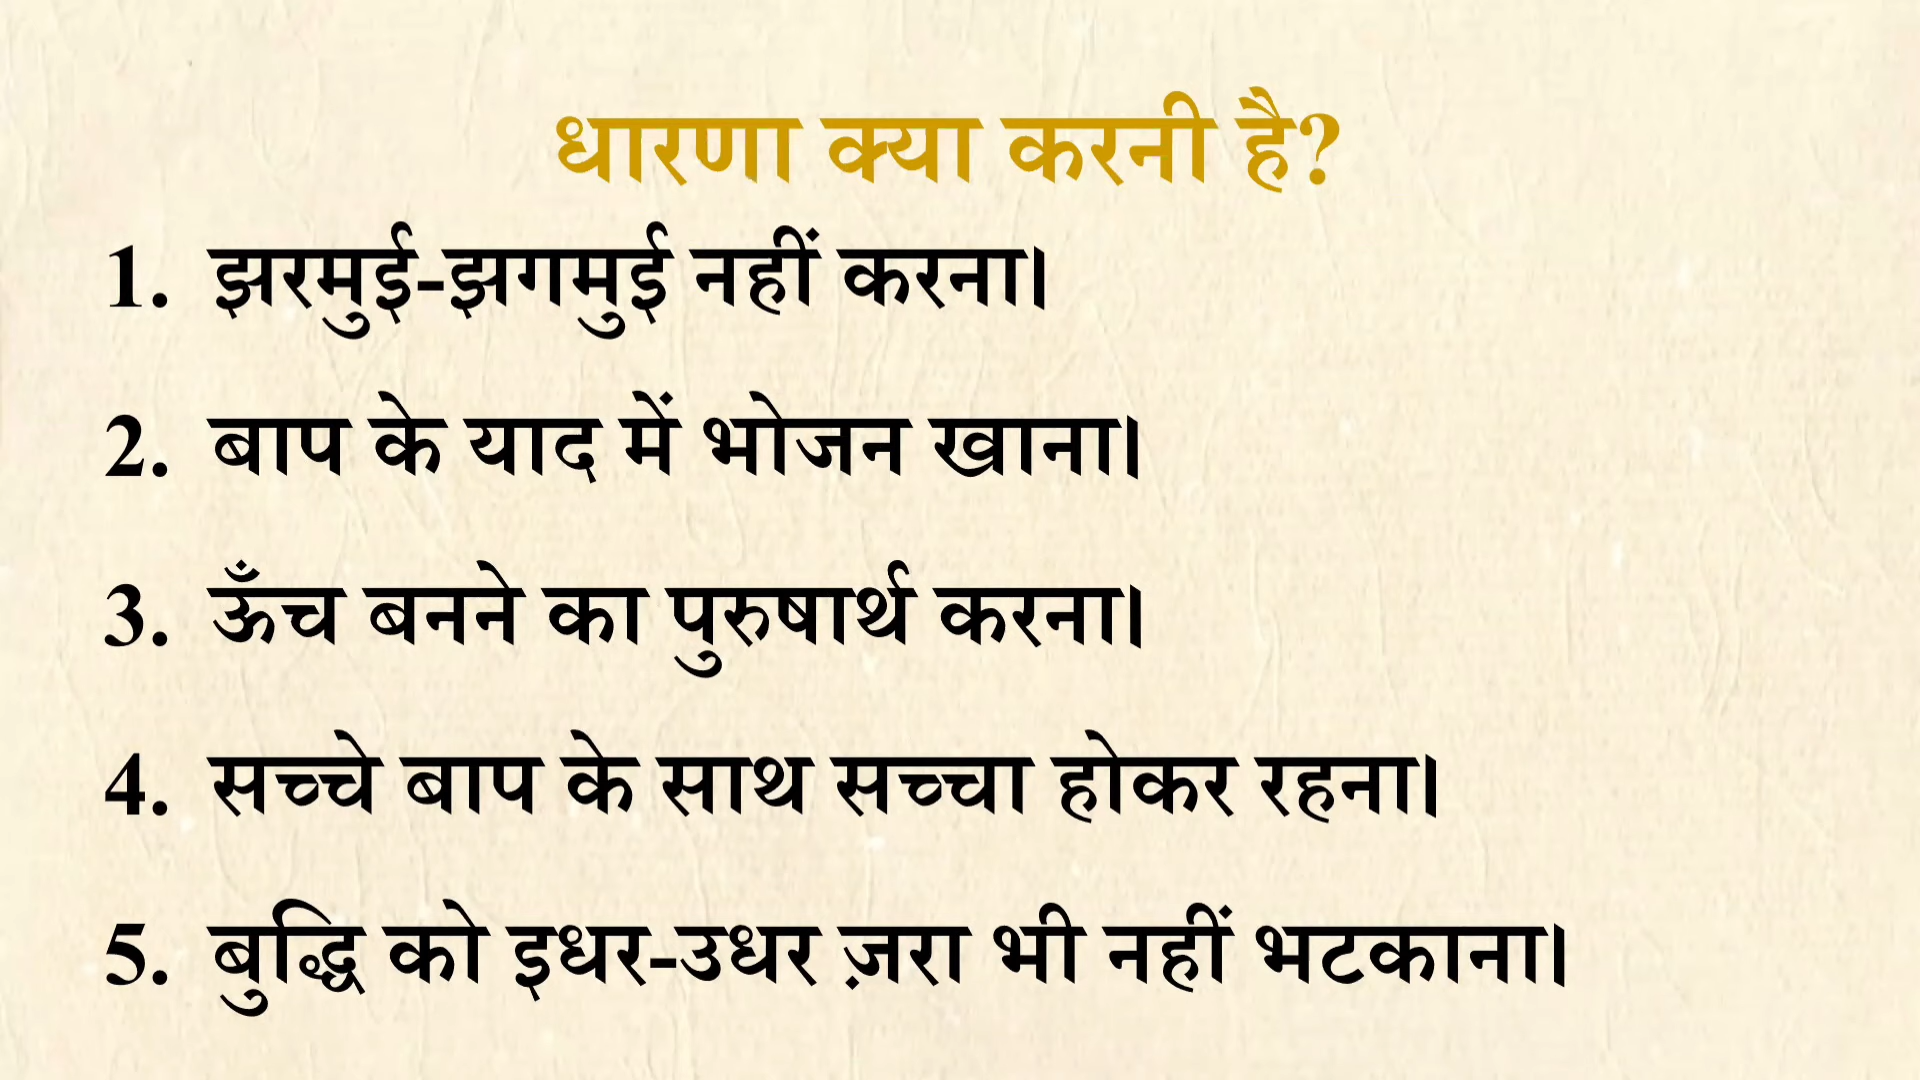 धारणा क्या करनी है?
1. झरमुई-झगमुई नहीं करना।
2. बाप के याद में भोजन खाना।
3. ऊँच बनने का पुरुषार्थ करना।
4. सच्चे बाप के साथ सच्चा होकर रहना।
5. बुद्धि को इधर-उधर ज़रा भी नहीं भटकाना।